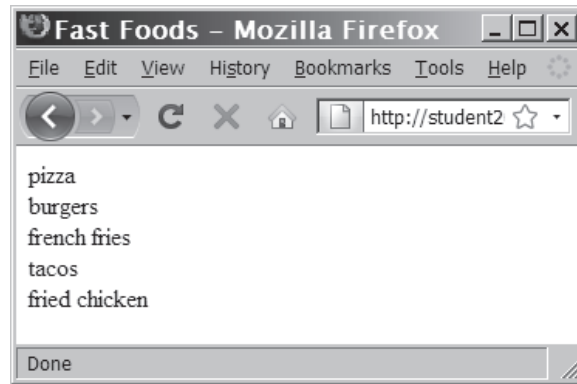 Fast Foods – Mozilla Firefox
File Edit View History Bookmarks Tools Help
http://student2
pizza
burgers
french fries
tacos
fried chicken
Done